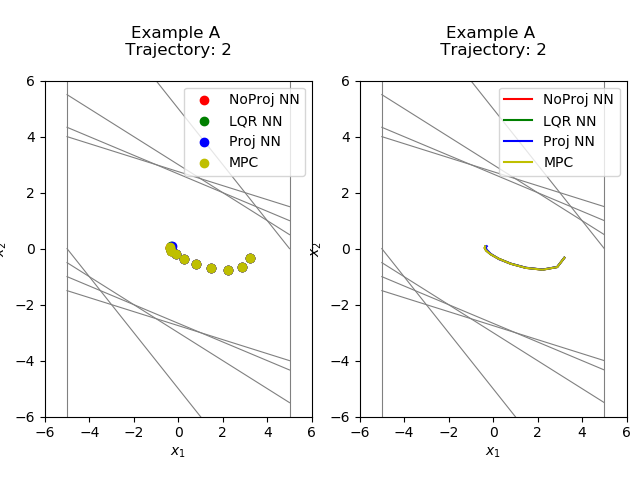 Example A
Trajectory: 2
NoProj NN
LQR NN
Proj NN
MPC
6
4
2
0
−2
−4
−6
−6 −4 −2 0 2 4 6
x₁
Example A
Trajectory: 2
NoProj NN
LQR NN
Proj NN
MPC
x₂
6
4
2
0
−2
−4
−6
−6 −4 −2 0 2 4 6
x₁